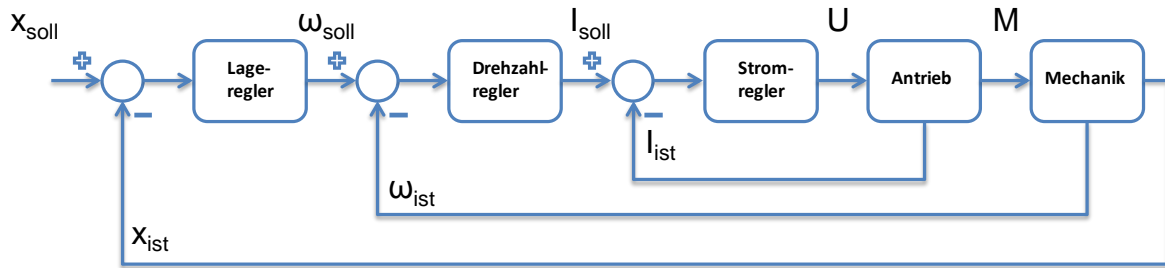 x_soll
ω_soll
I_soll
U
M
+
−
Lage-
regler
+
−
Drehzahl-
regler
+
−
Strom-
regler
Antrieb
Mechanik
I_ist
ω_ist
x_ist